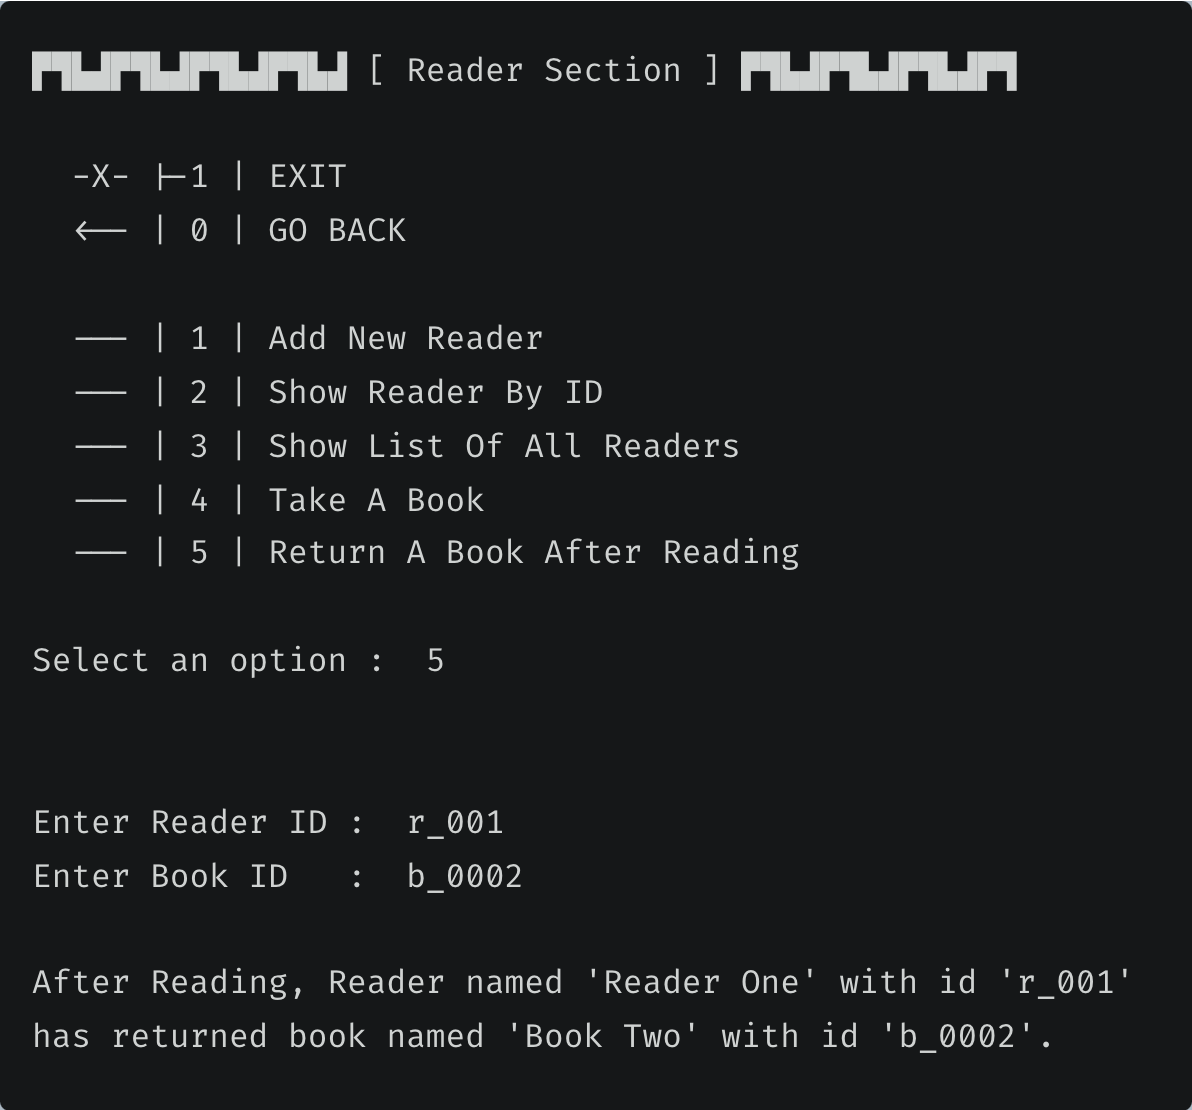 [ Reader Section ]
-X- |-1 | EXIT
<-- | 0 | GO BACK
--- | 1 | Add New Reader
--- | 2 | Show Reader By ID
--- | 3 | Show List Of All Readers
--- | 4 | Take A Book
--- | 5 | Return A Book After Reading
Select an option :  5
Enter Reader ID :  r_001
Enter Book ID   :  b_0002
After Reading, Reader named 'Reader One' with id 'r_001'
has returned book named 'Book Two' with id 'b_0002'.